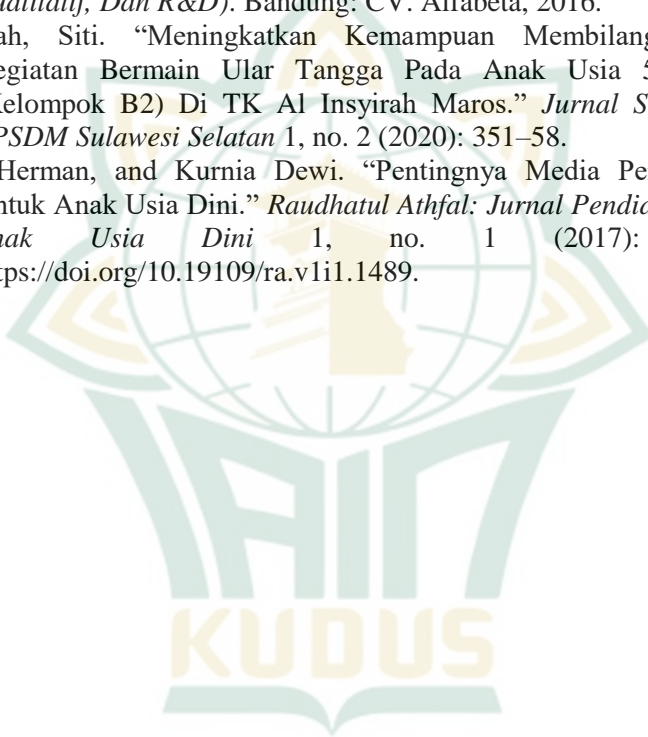 ualitatif, Dan R&D). Bandung: CV. Alfabeta, 2016.
ah, Siti. “Meningkatkan Kemampuan Membilang
egiatan Bermain Ular Tangga Pada Anak Usia 5
Kelompok B2) Di TK Al Insyirah Maros.” Jurnal S
PSDM Sulawesi Selatan 1, no. 2 (2020): 351–58.
Herman, and Kurnia Dewi. “Pentingnya Media Pe
ntuk Anak Usia Dini.” Raudhatul Athfal: Jurnal Pendid
nak Usia Dini 1, no. 1 (2017):
tps://doi.org/10.19109/ra.v1i1.1489.
IAIN
KUDUS